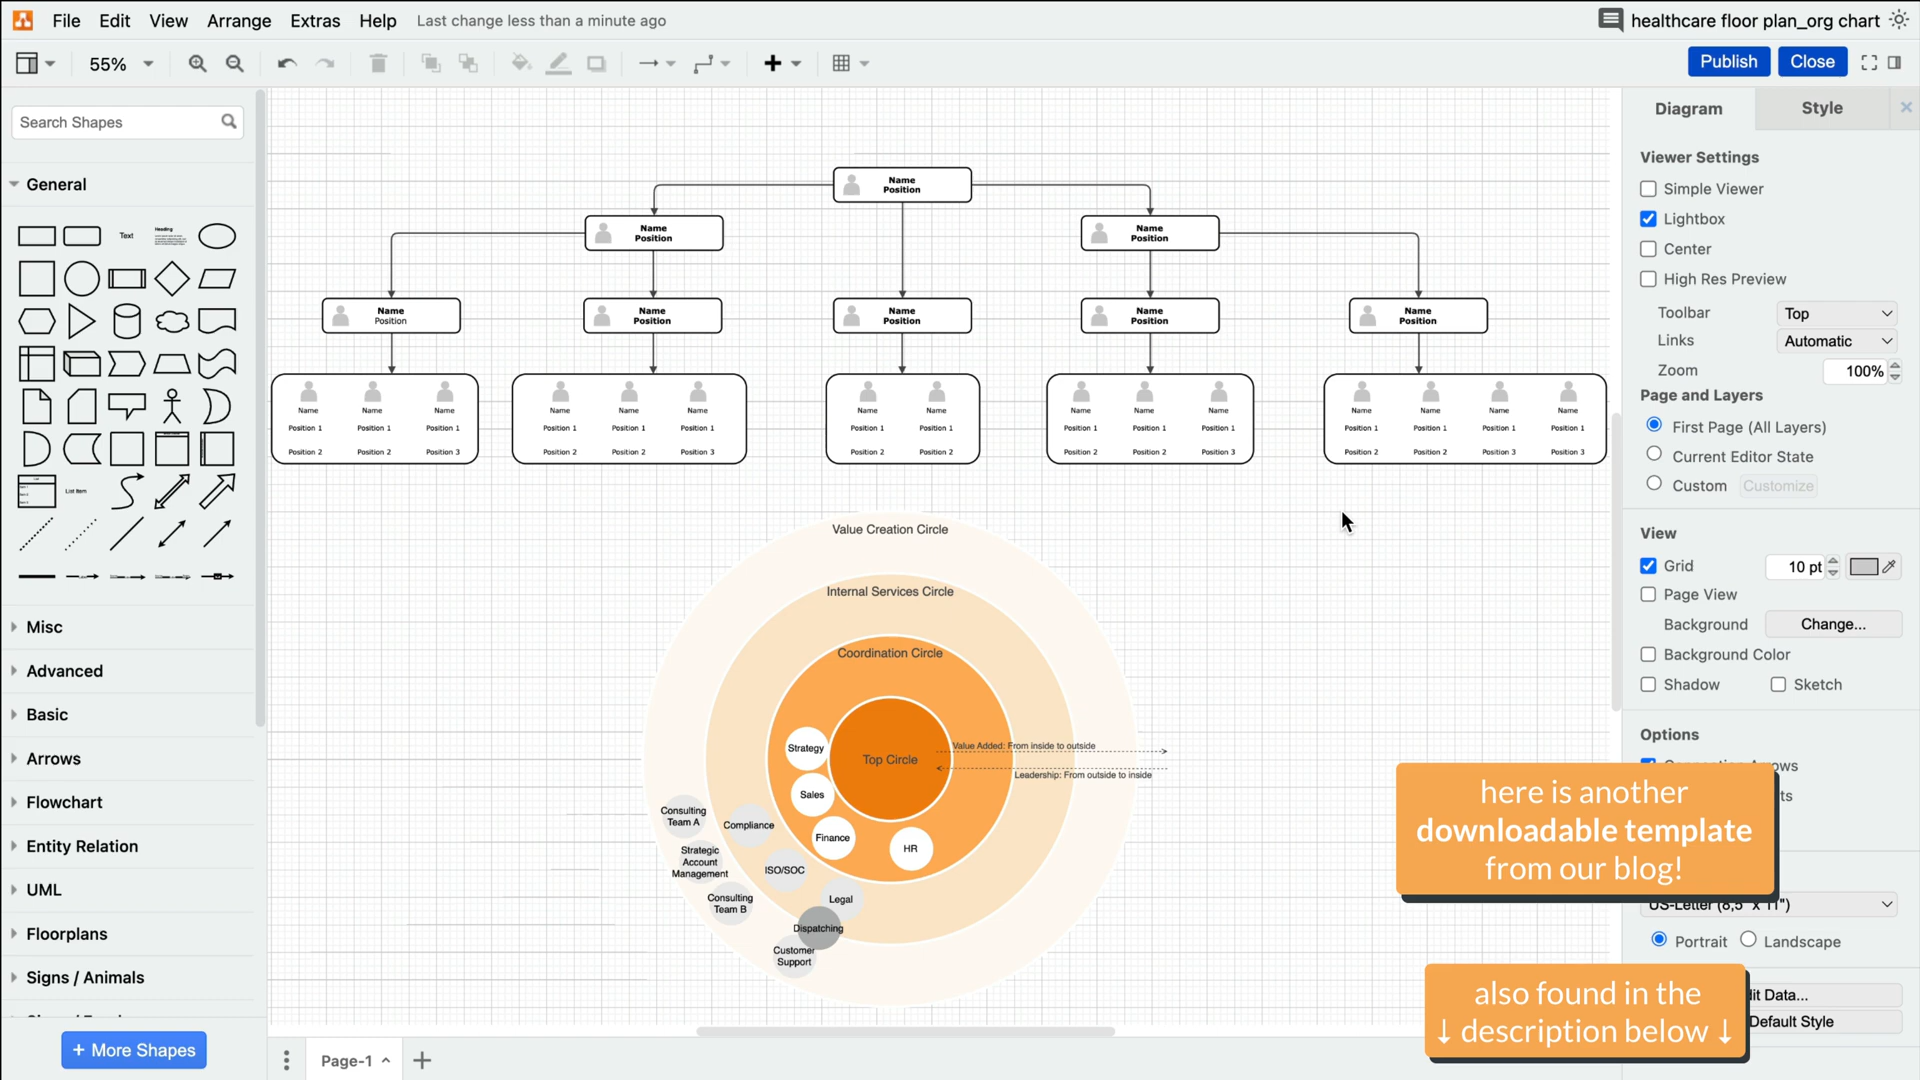 File Edit View Arrange Extras Help Last change less than a minute ago
healthcare floor plan_org chart
55%
Publish Close
Search Shapes
General
Text
Heading
List Item
Misc
Advanced
Basic
Arrows
Flowchart
Entity Relation
UML
Floorplans
Signs / Animals
+ More Shapes
Name
Position
Name
Position
Name
Position
Name
Position
Name
Position
Name
Position
Name
Position
Name
Position
Name Name Name
Position 1 Position 1 Position 1
Position 2 Position 2 Position 3
Name Name Name
Position 1 Position 1 Position 1
Position 2 Position 2 Position 3
Name Name
Position 1 Position 1
Position 2 Position 2
Name Name Name
Position 1 Position 1 Position 1
Position 2 Position 2 Position 3
Name Name Name Name
Position 1 Position 1 Position 1 Position 1
Position 2 Position 2 Position 3 Position 3
Value Creation Circle
Internal Services Circle
Coordination Circle
Top Circle
Value Added: From inside to outside
Leadership: From outside to inside
Strategy
Sales
Finance
HR
Consulting
Team A
Compliance
Strategic
Account
Management
ISO/SOC
Consulting
Team B
Legal
Dispatching
Customer
Support
Page-1
Diagram Style
Viewer Settings
Simple Viewer
Lightbox
Center
High Res Preview
Toolbar Top
Links Automatic
Zoom 100%
Page and Layers
First Page (All Layers)
Current Editor State
Custom Customize
View
Grid 10 pt
Page View
Background Change...
Background Color
Shadow Sketch
Options
here is another
downloadable template
from our blog!
US-Letter (8,5" x 11")
Portrait Landscape
also found in the
↓ description below ↓
Default Style